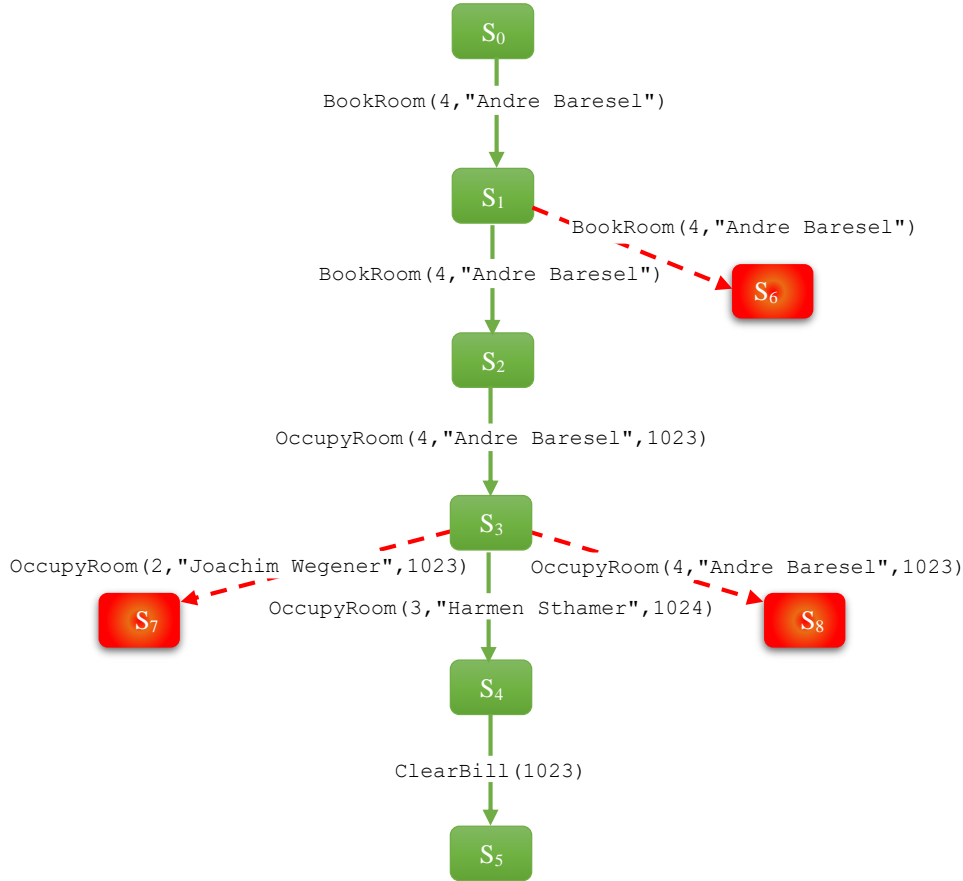 S₀
BookRoom(4,"Andre Baresel")
S₁
BookRoom(4,"Andre Baresel")
BookRoom(4,"Andre Baresel")
S₆
S₂
OccupyRoom(4,"Andre Baresel",1023)
S₃
OccupyRoom(2,"Joachim Wegener",1023)
OccupyRoom(4,"Andre Baresel",1023)
OccupyRoom(3,"Harmen Sthamer",1024)
S₇
S₈
S₄
ClearBill(1023)
S₅